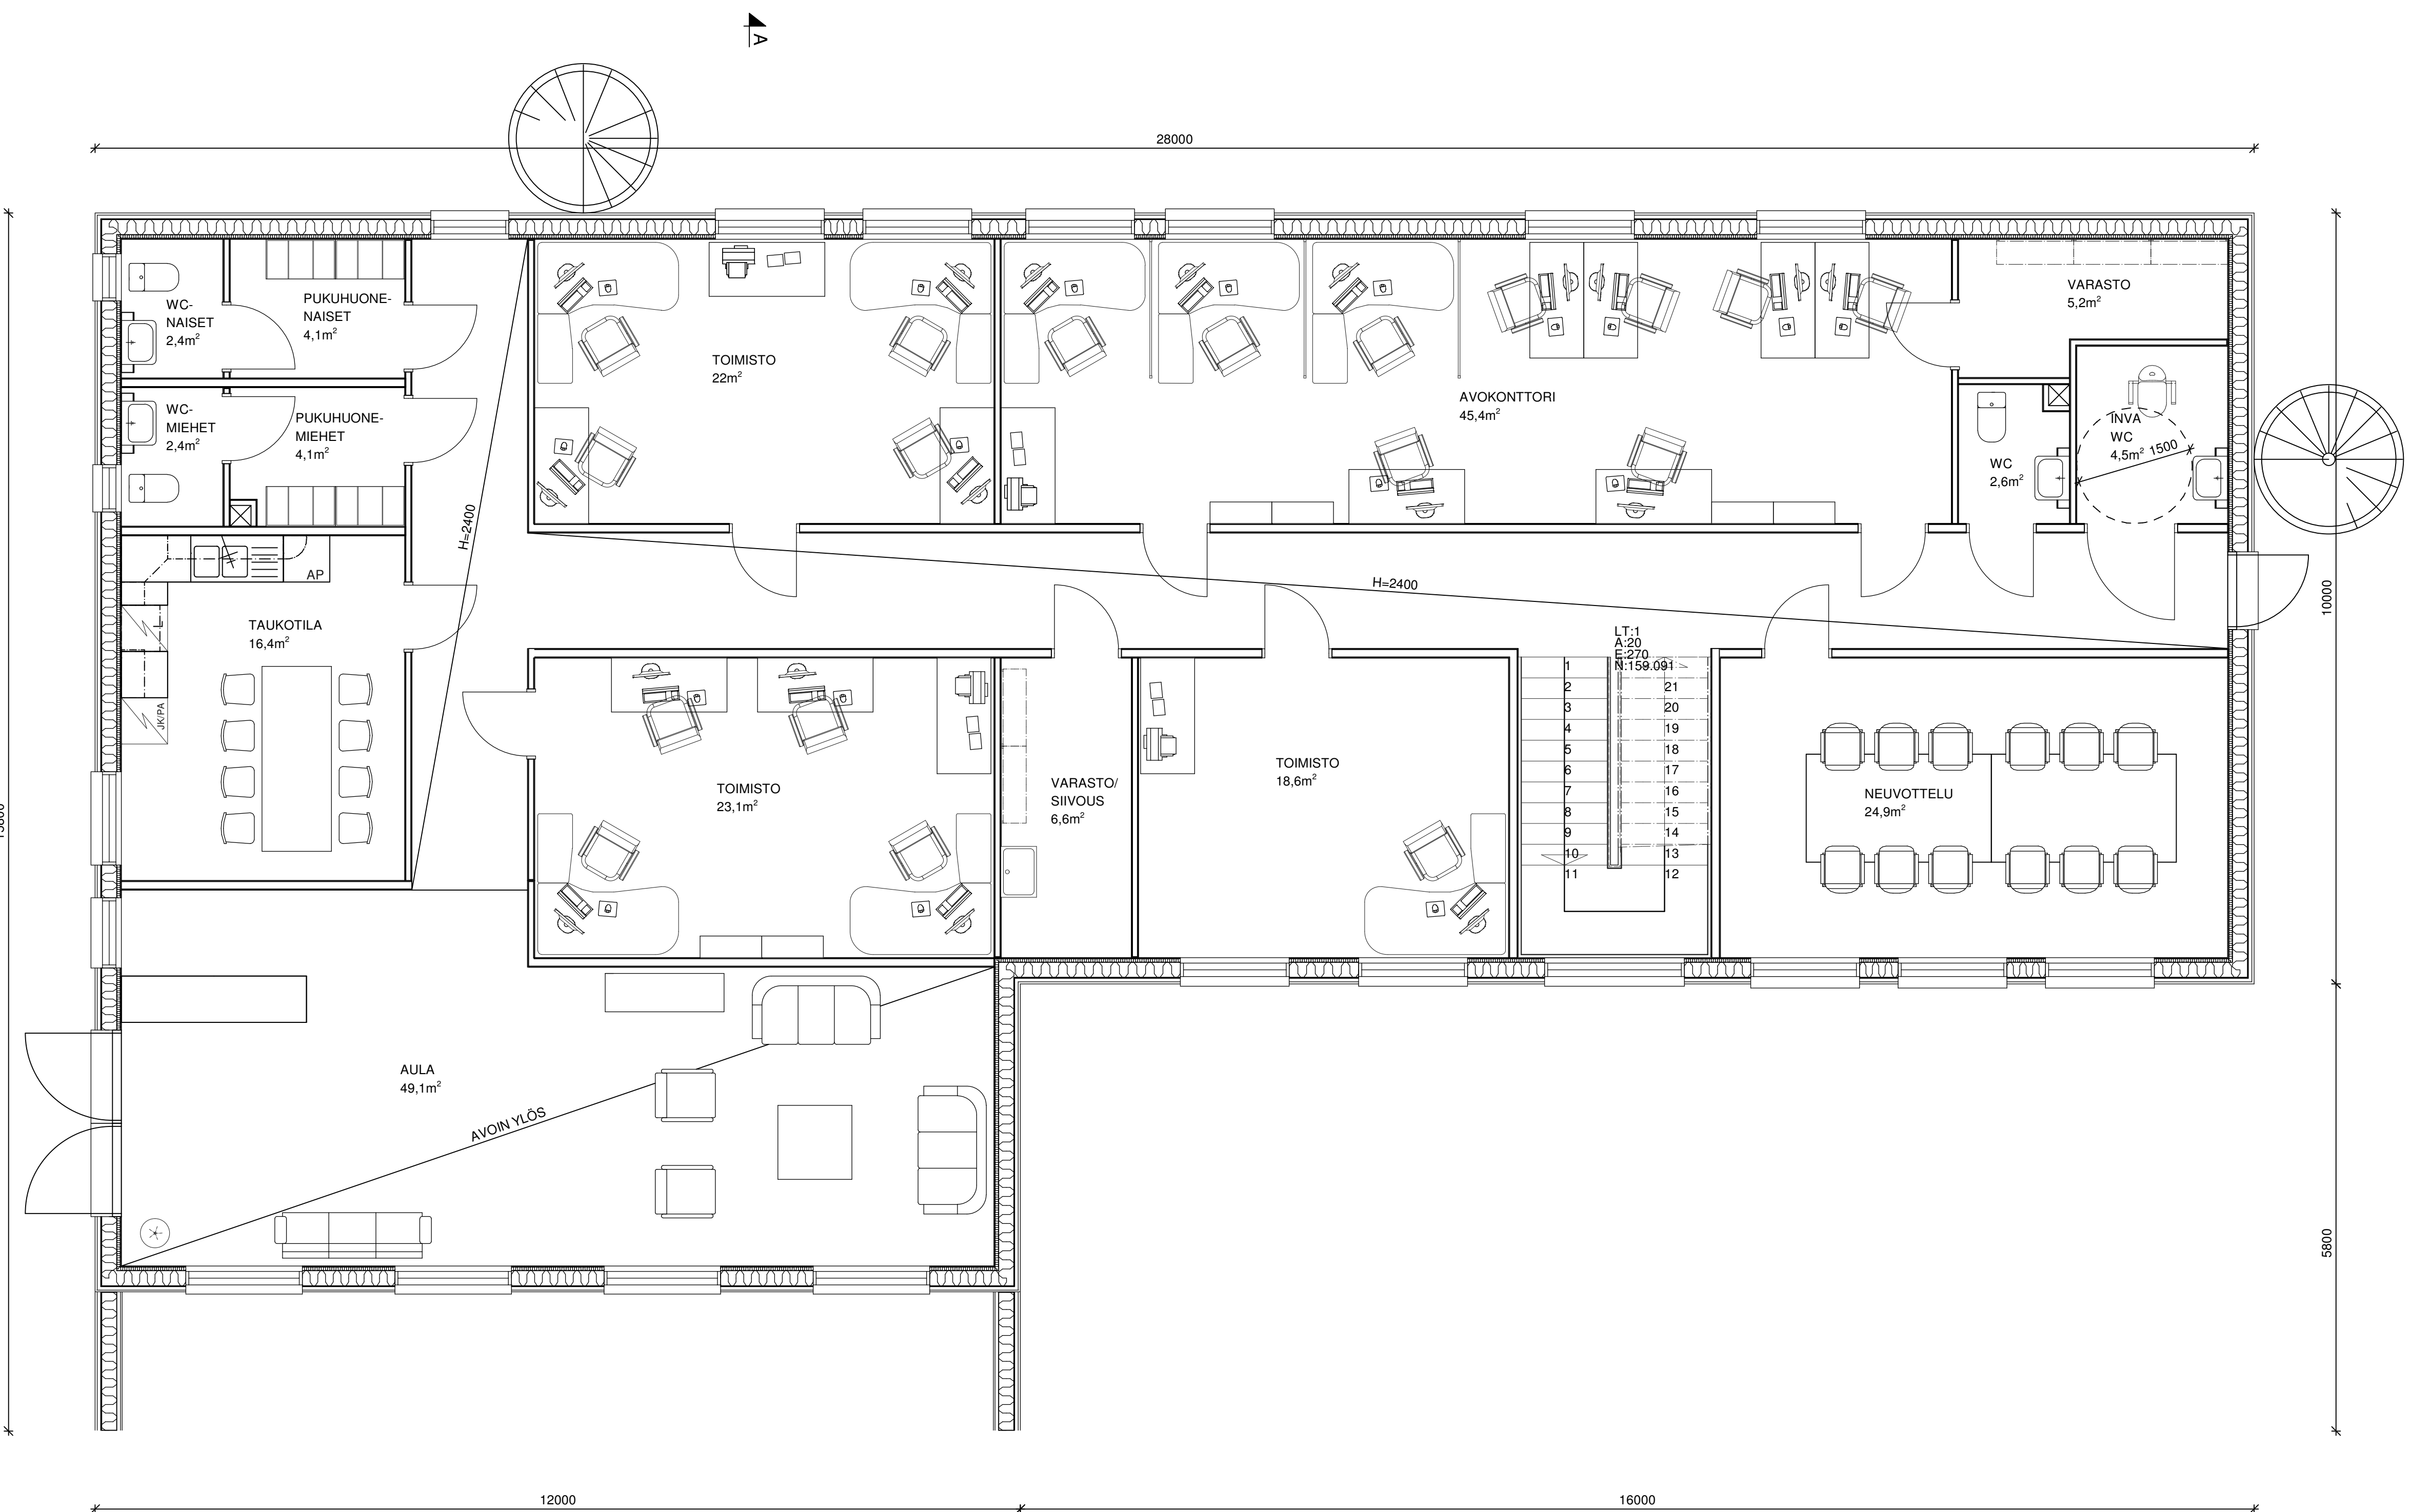 A
28000
WC-
NAISET
2,4m²
PUKUHUONE-
NAISET
4,1m²
TOIMISTO
22m²
AVOKONTTORI
45,4m²
VARASTO
5,2m²
WC-
MIEHET
2,4m²
PUKUHUONE-
MIEHET
4,1m²
INVA
WC
4,5m²
1500
WC
2,6m²
H=2400
H=2400
AP
10000
TAUKOTILA
16,4m²
JK/PA
LT:1
A:20
E:270
N:159.091
1
2
3
4
5
6
7
8
9
10
11
21
20
19
18
17
16
15
14
13
12
TOIMISTO
23,1m²
VARASTO/
SIIVOUS
6,6m²
TOIMISTO
18,6m²
NEUVOTTELU
24,9m²
AULA
49,1m²
AVOIN YLÖS
5800
12000
16000